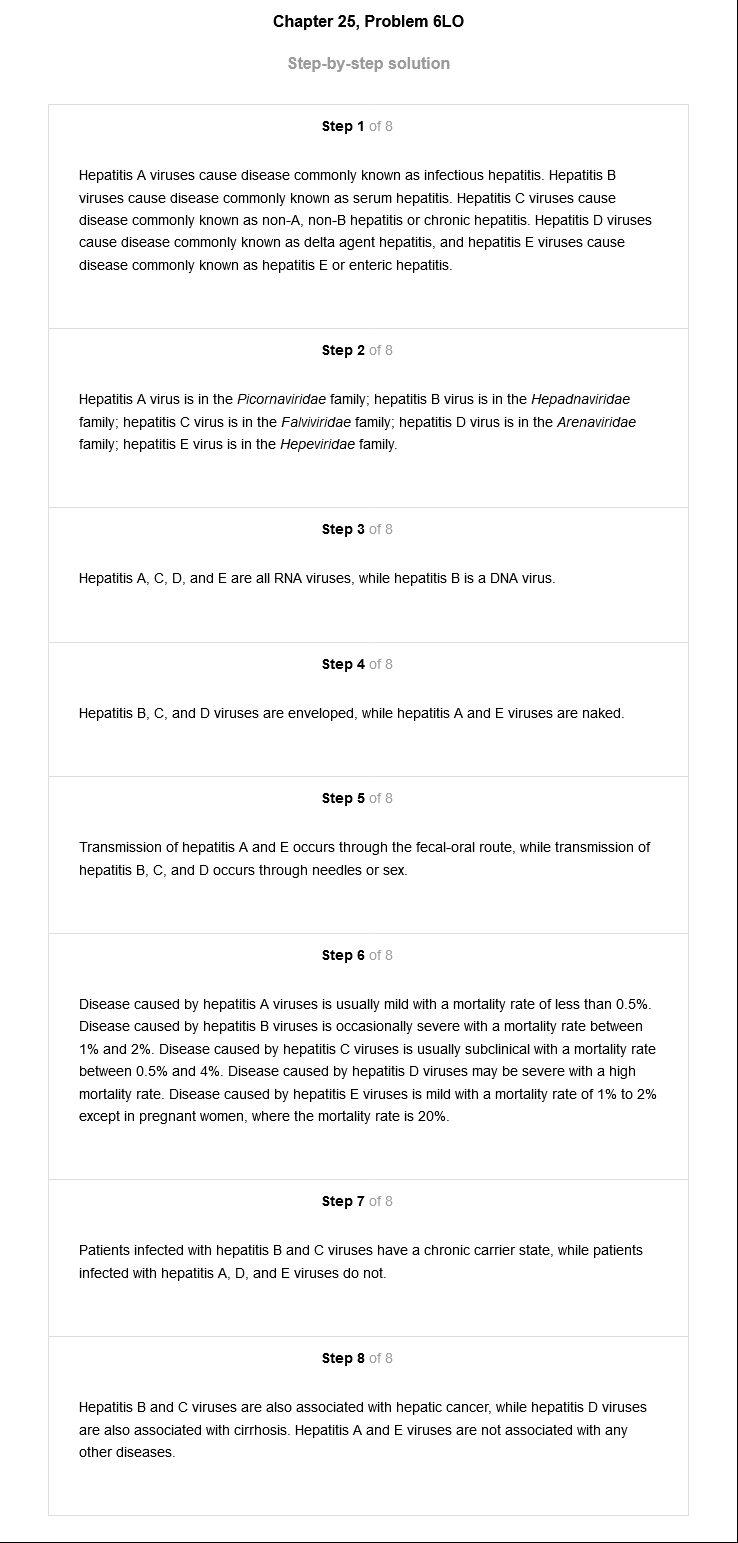 Chapter 25, Problem 6LO
Step-by-step solution
Step 1 of 8
Hepatitis A viruses cause disease commonly known as infectious hepatitis. Hepatitis B
viruses cause disease commonly known as serum hepatitis. Hepatitis C viruses cause
disease commonly known as non-A, non-B hepatitis or chronic hepatitis. Hepatitis D viruses
cause disease commonly known as delta agent hepatitis, and hepatitis E viruses cause
disease commonly known as hepatitis E or enteric hepatitis.
Step 2 of 8
Hepatitis A virus is in the Picornaviridae family; hepatitis B virus is in the Hepadnaviridae
family; hepatitis C virus is in the Falviviridae family; hepatitis D virus is in the Arenaviridae
family; hepatitis E virus is in the Hepeviridae family.
Step 3 of 8
Hepatitis A, C, D, and E are all RNA viruses, while hepatitis B is a DNA virus.
Step 4 of 8
Hepatitis B, C, and D viruses are enveloped, while hepatitis A and E viruses are naked.
Step 5 of 8
Transmission of hepatitis A and E occurs through the fecal-oral route, while transmission of
hepatitis B, C, and D occurs through needles or sex.
Step 6 of 8
Disease caused by hepatitis A viruses is usually mild with a mortality rate of less than 0.5%.
Disease caused by hepatitis B viruses is occasionally severe with a mortality rate between
1% and 2%. Disease caused by hepatitis C viruses is usually subclinical with a mortality rate
between 0.5% and 4%. Disease caused by hepatitis D viruses may be severe with a high
mortality rate. Disease caused by hepatitis E viruses is mild with a mortality rate of 1% to 2%
except in pregnant women, where the mortality rate is 20%.
Step 7 of 8
Patients infected with hepatitis B and C viruses have a chronic carrier state, while patients
infected with hepatitis A, D, and E viruses do not.
Step 8 of 8
Hepatitis B and C viruses are also associated with hepatic cancer, while hepatitis D viruses
are also associated with cirrhosis. Hepatitis A and E viruses are not associated with any
other diseases.